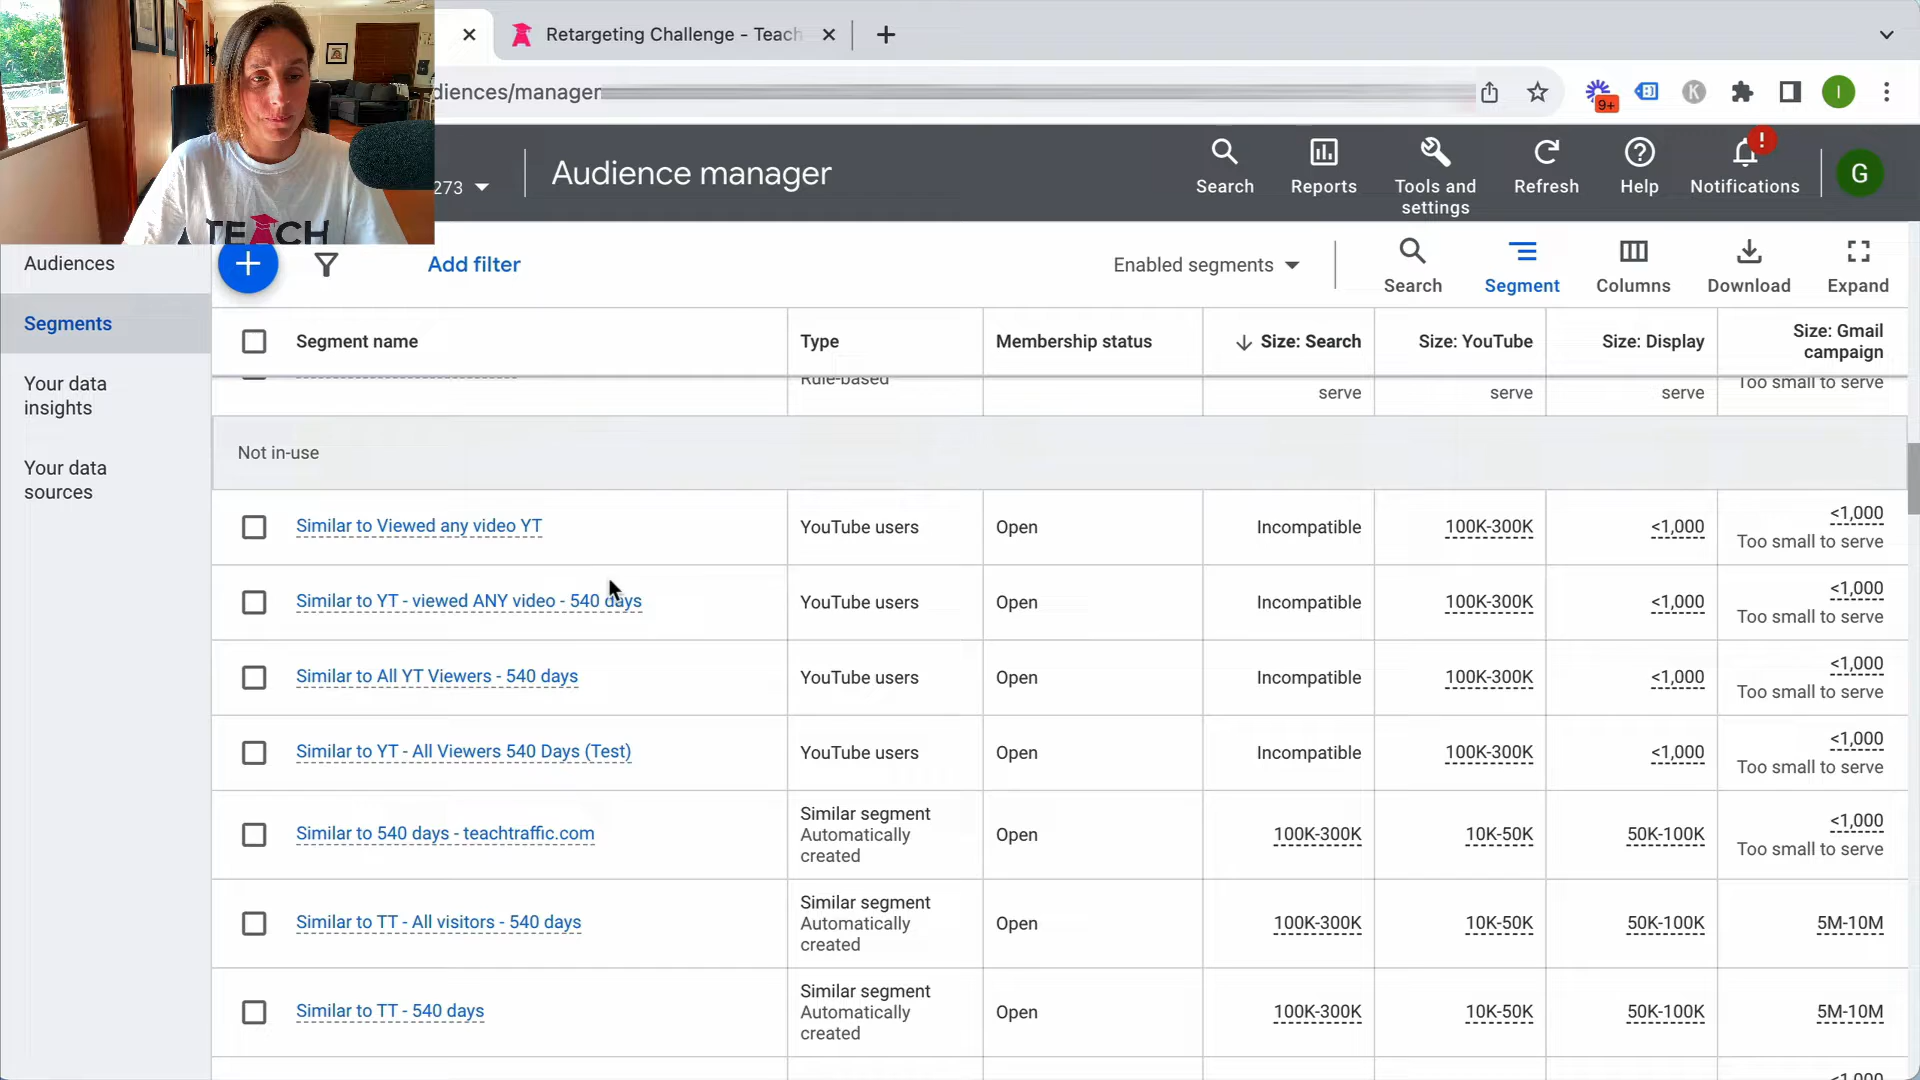 Retargeting Challenge - Teach
diences/manager
9+
K
I
273
Audience manager
Search
Reports
Tools and
settings
Refresh
Help
!
Notifications
G
TEACH
Audiences
Segments
Your data
insights
Your data
sources
Add filter
Enabled segments
Search
Segment
Columns
Download
Expand
Segment name
Type
Membership status
Size: Search
Size: YouTube
Size: Display
Size: Gmail
campaign
Rule-based
serve
serve
serve
Too small to serve
Not in-use
Similar to Viewed any video YT
YouTube users
Open
Incompatible
100K-300K
<1,000
<1,000
Too small to serve
Similar to YT - viewed ANY video - 540 days
YouTube users
Open
Incompatible
100K-300K
<1,000
<1,000
Too small to serve
Similar to All YT Viewers - 540 days
YouTube users
Open
Incompatible
100K-300K
<1,000
<1,000
Too small to serve
Similar to YT - All Viewers 540 Days (Test)
YouTube users
Open
Incompatible
100K-300K
<1,000
<1,000
Too small to serve
Similar to 540 days - teachtraffic.com
Similar segment
Automatically
created
Open
100K-300K
10K-50K
50K-100K
<1,000
Too small to serve
Similar to TT - All visitors - 540 days
Similar segment
Automatically
created
Open
100K-300K
10K-50K
50K-100K
5M-10M
Similar to TT - 540 days
Similar segment
Automatically
created
Open
100K-300K
10K-50K
50K-100K
5M-10M
<1,000